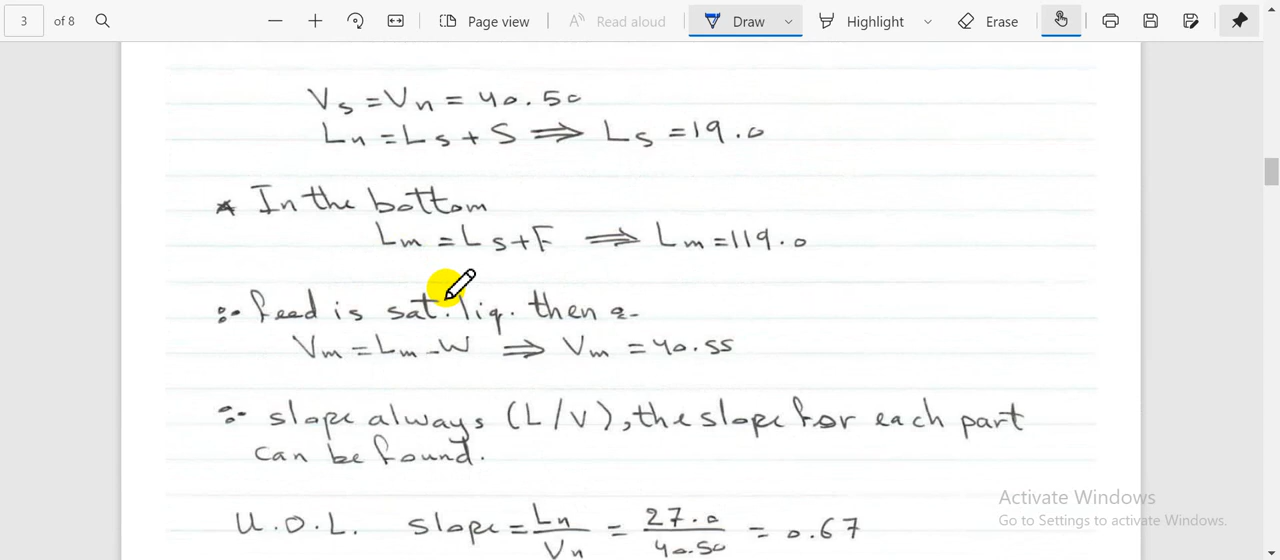 3 of 8 Page view Read aloud Draw Highlight Erase
Vs = Vn = 40.50
Ln = Ls + S ⟹ Ls = 19.0
* In the bottom
Lm = Ls + F ⟹ Lm = 119.0
:- feed is sat. liq. then :-
Vm = Lm - W ⟹ Vm = 40.55
:- slope always (L/V), the slope for each part
can be found.
U.O.L. slope = Ln/Vn = 27.0/40.50 = 0.67
Activate Windows
Go to Settings to activate Windows.